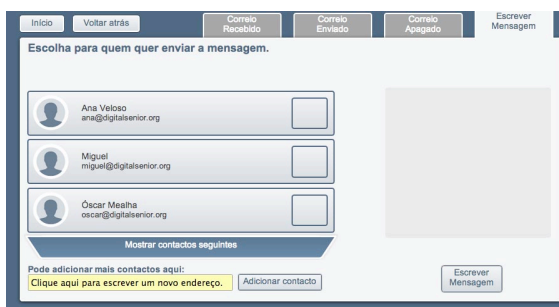 Início
Voltar atrás
Correio
Recebido
Correio
Enviado
Correio
Apagado
Escrever
Mensagem
Escolha para quem quer enviar a mensagem.
Ana Veloso
ana@digitalsenior.org
Miguel
miguel@digitalsenior.org
Óscar Mealha
oscar@digitalsenior.org
Mostrar contactos seguintes
Pode adicionar mais contactos aqui:
Clique aqui para escrever um novo endereço.
Adicionar contacto
Escrever
Mensagem